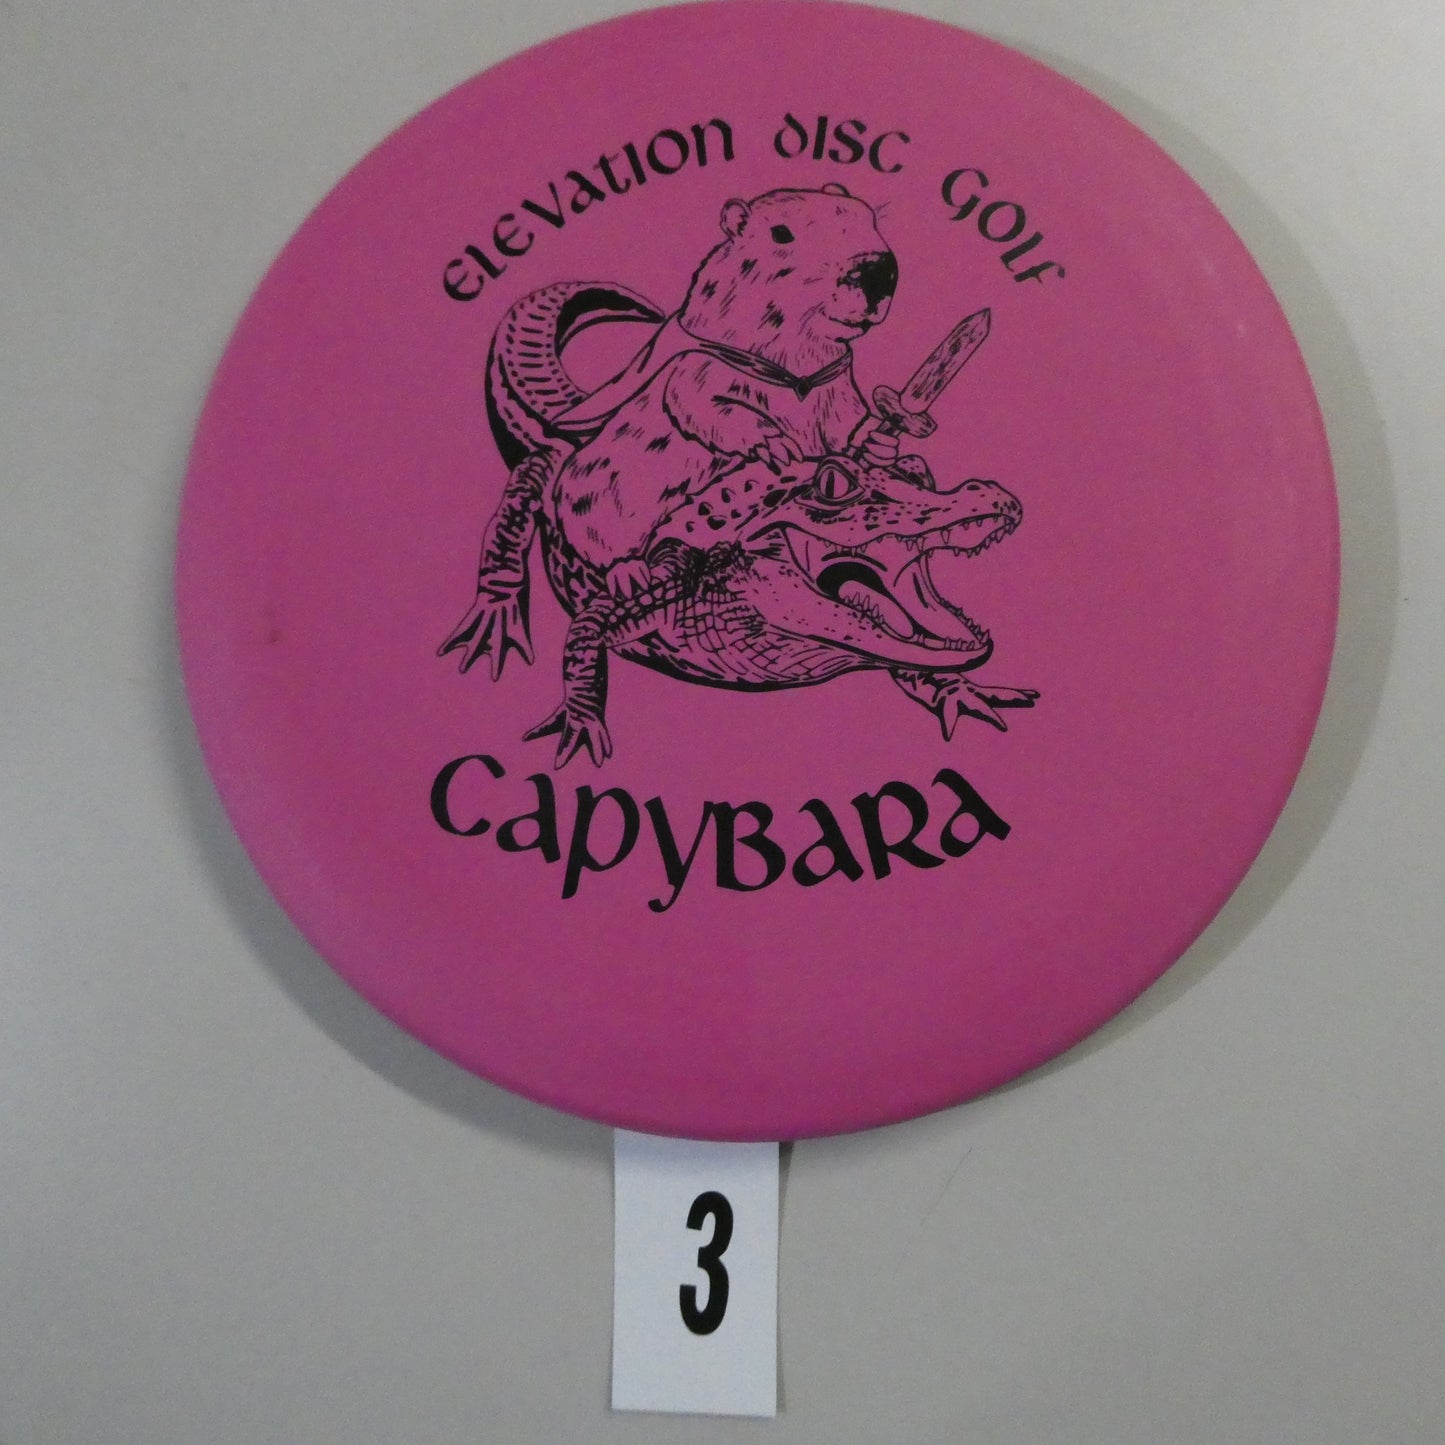 Elevation Disc Golf
Capybara
3